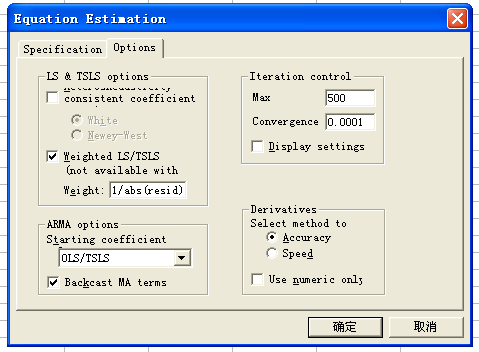 Equation Estimation
Specification
Options
LS & TSLS options
Heteroskedasticity
consistent coefficient
White
Newey-West
Weighted LS/TSLS
(not available with
Weight: 1/abs(resid)
ARMA options
Starting coefficient
OLS/TSLS
Backcast MA terms
Iteration control
Max 500
Convergence 0.0001
Display settings
Derivatives
Select method to
Accuracy
Speed
Use numeric only
确定
取消